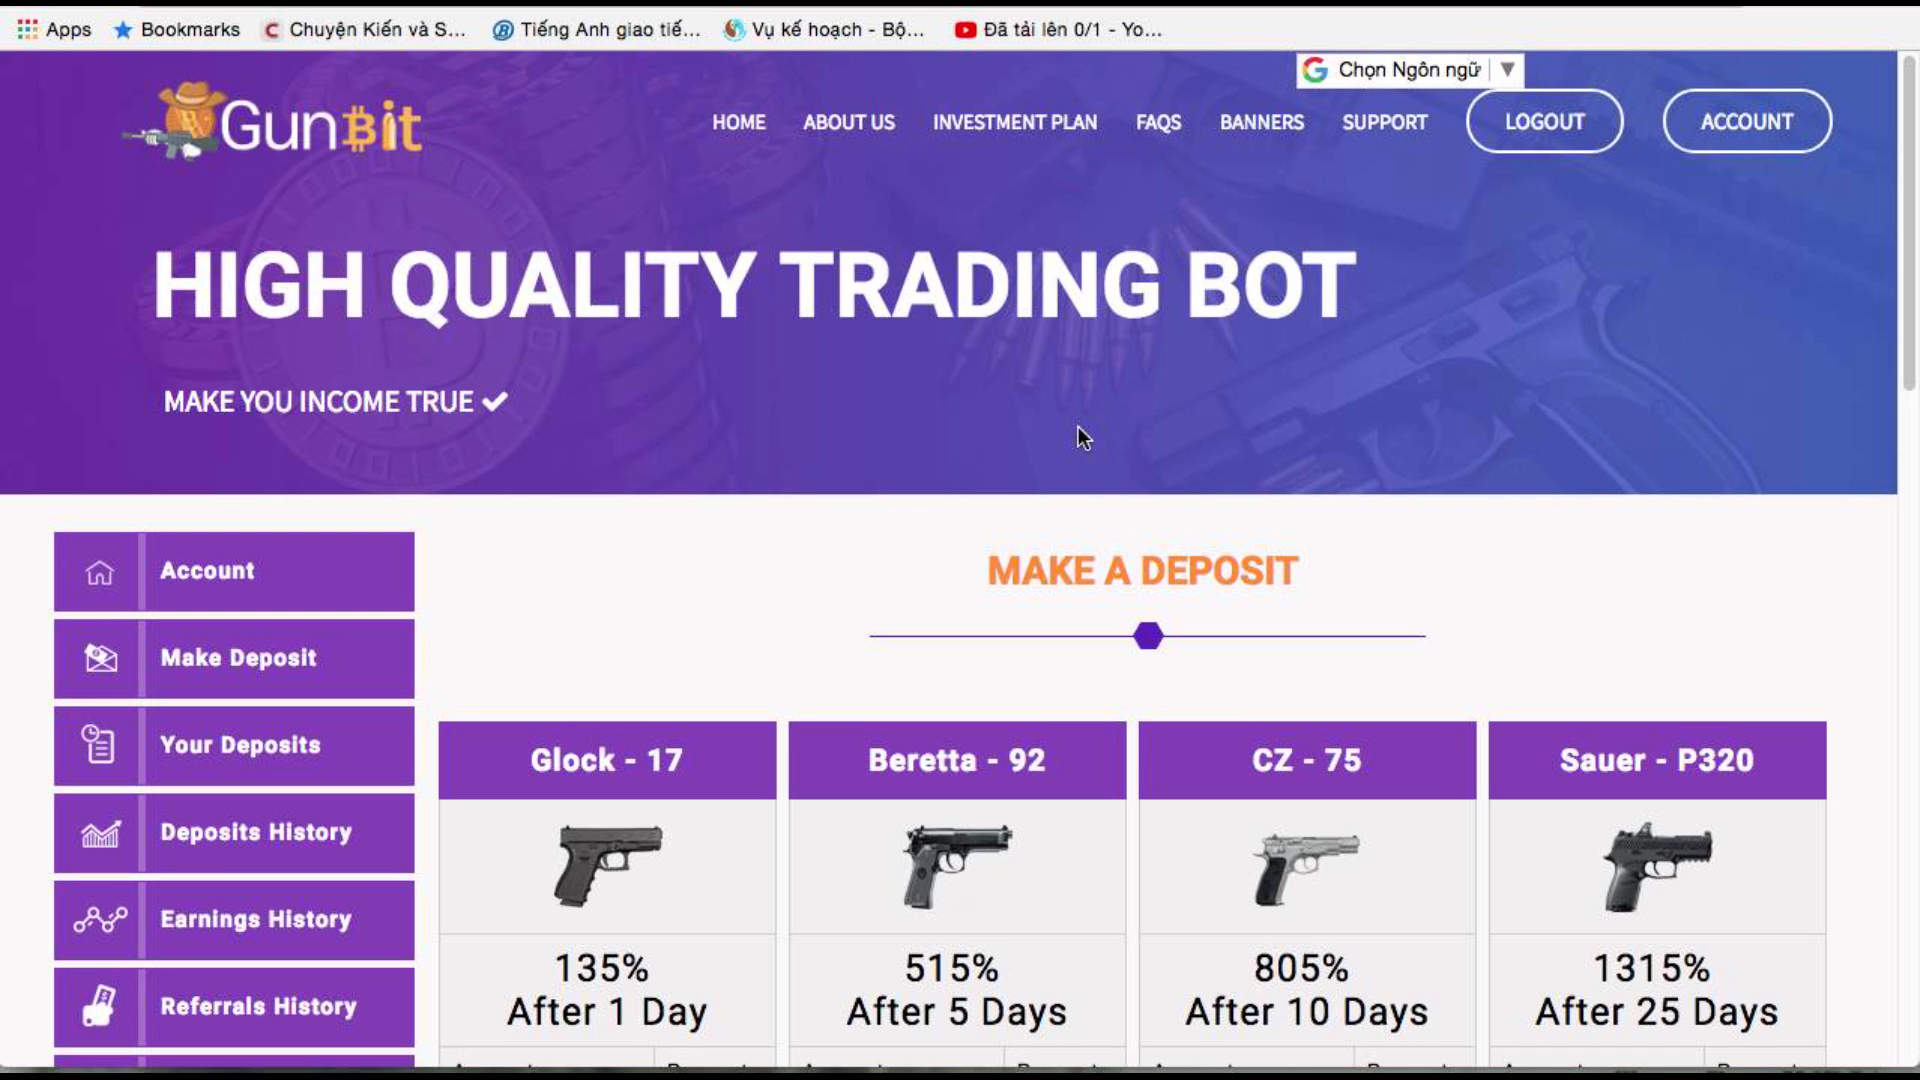 Apps Bookmarks Chuyện Kiến và S... Tiếng Anh giao tiế... Vụ kế hoạch - Bộ... Đã tải lên 0/1 - Yo...
Chọn Ngôn ngữ
GunBit
HOME ABOUT US INVESTMENT PLAN FAQS BANNERS SUPPORT LOGOUT ACCOUNT
HIGH QUALITY TRADING BOT
MAKE YOU INCOME TRUE
Account
Make Deposit
Your Deposits
Deposits History
Earnings History
Referrals History
MAKE A DEPOSIT
Glock - 17
135%
After 1 Day
Beretta - 92
515%
After 5 Days
CZ - 75
805%
After 10 Days
Sauer - P320
1315%
After 25 Days